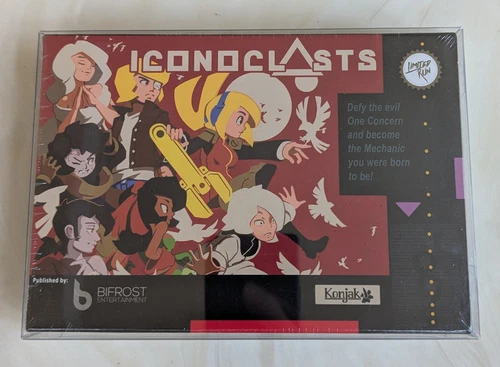 ICONOCLASTS
LIMITED
RUN
Defy the evil
One Concern
and become
the Mechanic
you were born
to be!
Published by:
BIFROST
ENTERTAINMENT
Konjak